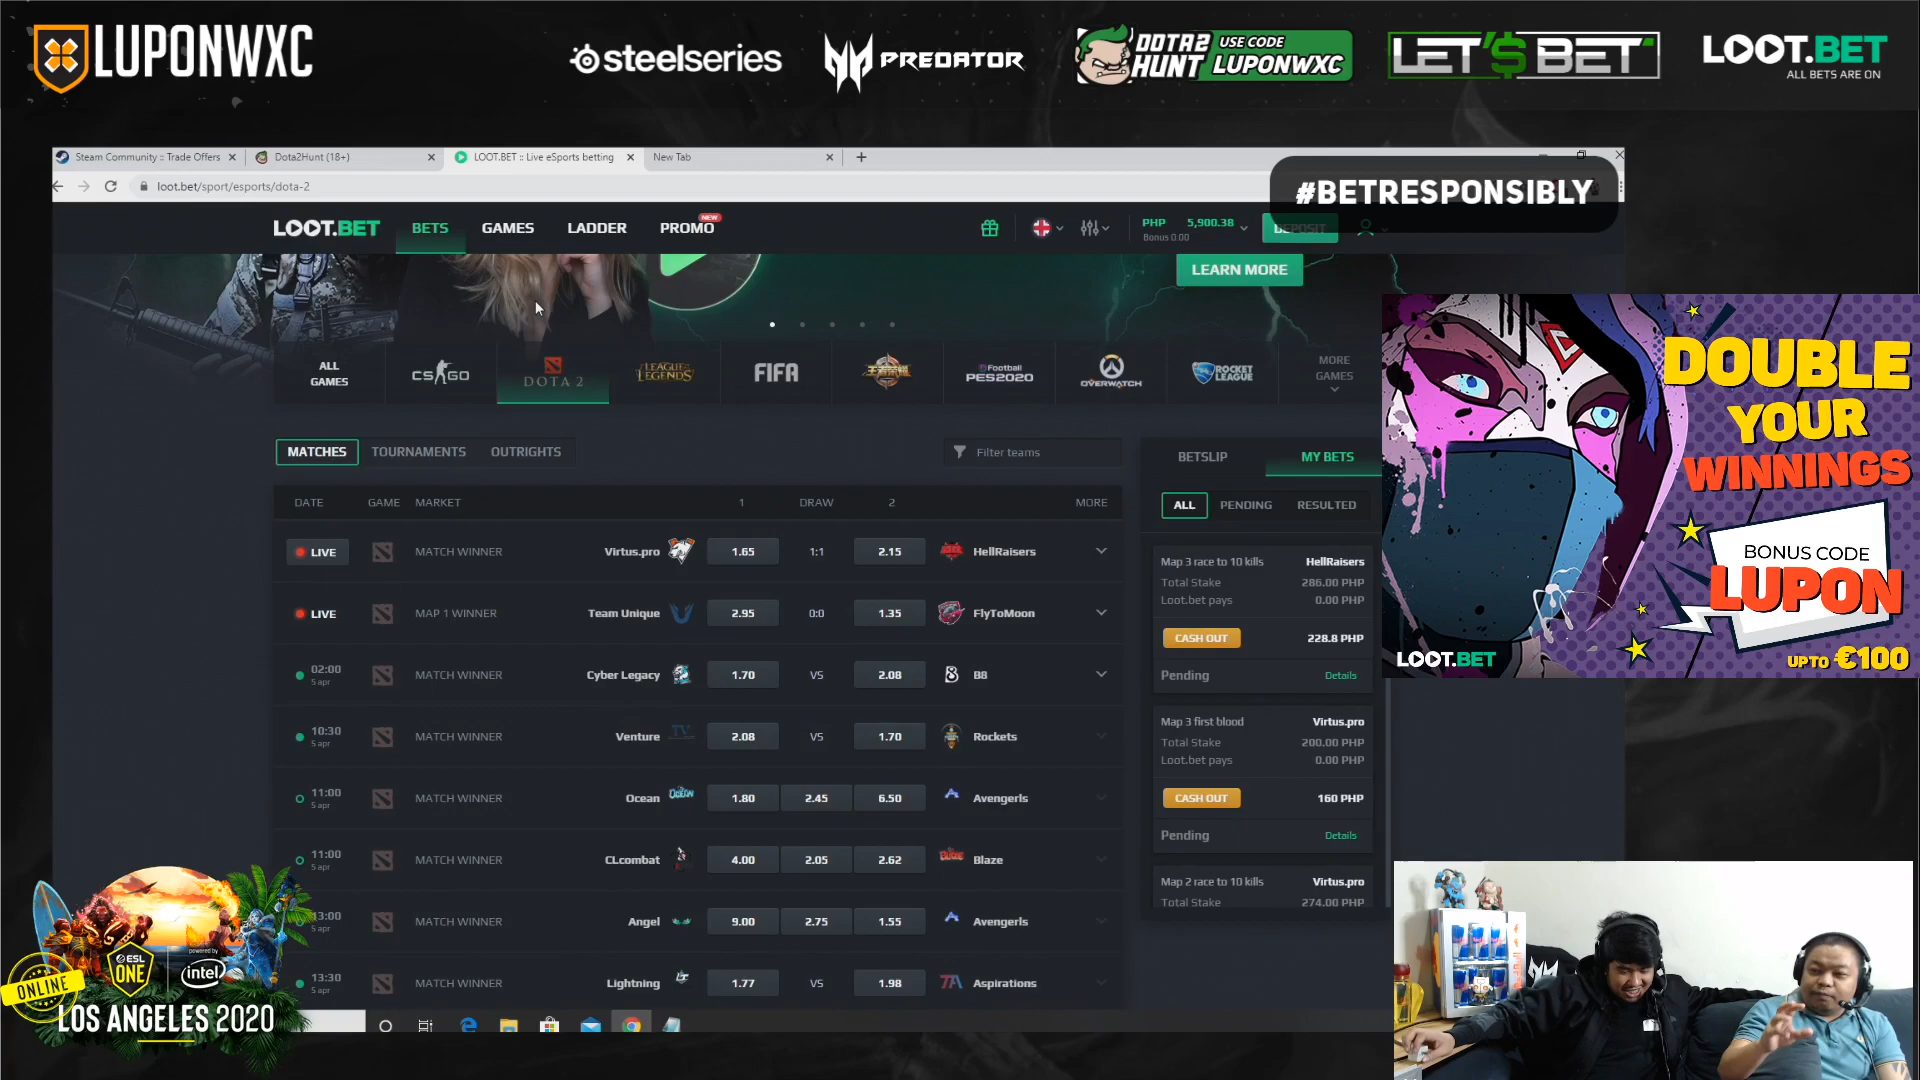 LUPONWXC
steelseries
PREDATOR
DOTA2 HUNT
USE CODE
LUPONWXC
LET'$ BET
LOOT.BET
ALL BETS ARE ON
Steam Community :: Trade Offers
Dota2Hunt (18+)
LOOT.BET :: Live eSports betting
New Tab
loot.bet/sport/esports/dota-2
#BETRESPONSIBLY
LOOT.BET
BETS
GAMES
LADDER
PROMO
NEW
PHP 5,900.38
Bonus 0.00
DEPOSIT
LEARN MORE
ALL GAMES
CS:GO
DOTA 2
LEAGUE LEGENDS
FIFA
王者荣耀
Football PES2020
OVERWATCH
ROCKET LEAGUE
MORE GAMES
MATCHES
TOURNAMENTS
OUTRIGHTS
Filter teams
DATE GAME MARKET 1 DRAW 2 MORE
LIVE MATCH WINNER Virtus.pro 1.65 1:1 2.15 HellRaisers
LIVE MAP 1 WINNER Team Unique 2.95 0:0 1.35 FlyToMoon
02:00 MATCH WINNER Cyber Legacy 1.70 VS 2.08 B8
5 apr
10:30 MATCH WINNER Venture 2.08 VS 1.70 Rockets
5 apr
11:00 MATCH WINNER Ocean 1.80 2.45 6.50 Avengerls
5 apr
11:00 MATCH WINNER CLcombat 4.00 2.05 2.62 Blaze
5 apr
13:00 MATCH WINNER Angel 9.00 2.75 1.55 Avengerls
5 apr
13:30 MATCH WINNER Lightning 1.77 VS 1.98 Aspirations
5 apr
BETSLIP
MY BETS
ALL
PENDING
RESULTED
Map 3 race to 10 kills HellRaisers
Total Stake 286.00 PHP
Loot.bet pays 0.00 PHP
CASH OUT 228.8 PHP
Pending Details
Map 3 first blood Virtus.pro
Total Stake 200.00 PHP
Loot.bet pays 0.00 PHP
CASH OUT 160 PHP
Pending Details
Map 2 race to 10 kills Virtus.pro
Total Stake 274.00 PHP
DOUBLE
YOUR
WINNINGS
BONUS CODE
LUPON
LOOT.BET
UP TO €100
ONLINE
ESL
ONE
powered by
intel
LOS ANGELES 2020